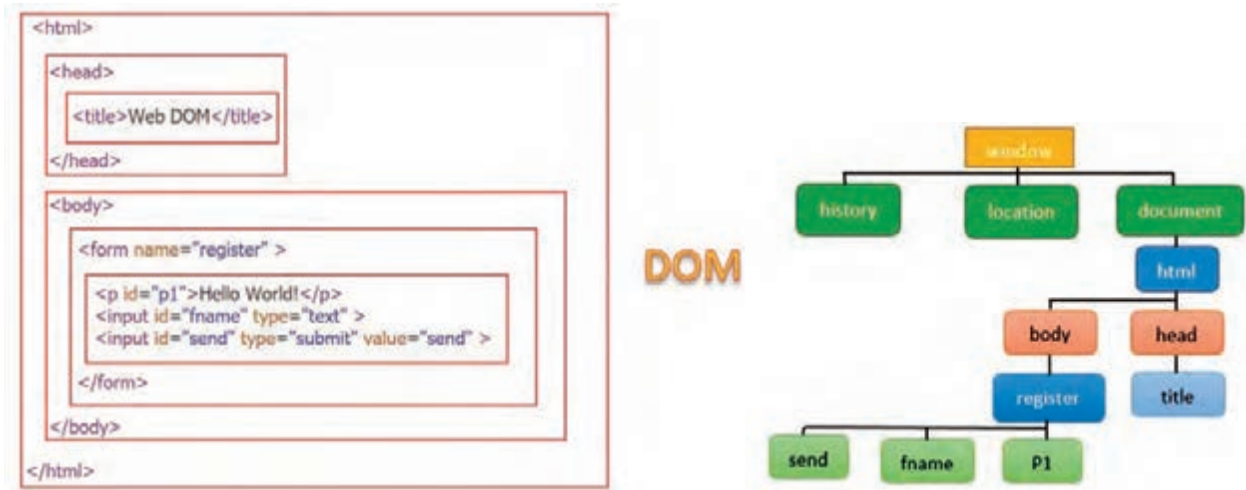 <html>
<head>
<title>Web DOM</title>
</head>
<body>
<form name="register" >
<p id="p1">Hello World!</p>
<input id="fname" type="text" >
<input id="send" type="submit" value="send" >
</form>
</body>
</html>
DOM
window
history location document
html
body head
register title
send fname P1